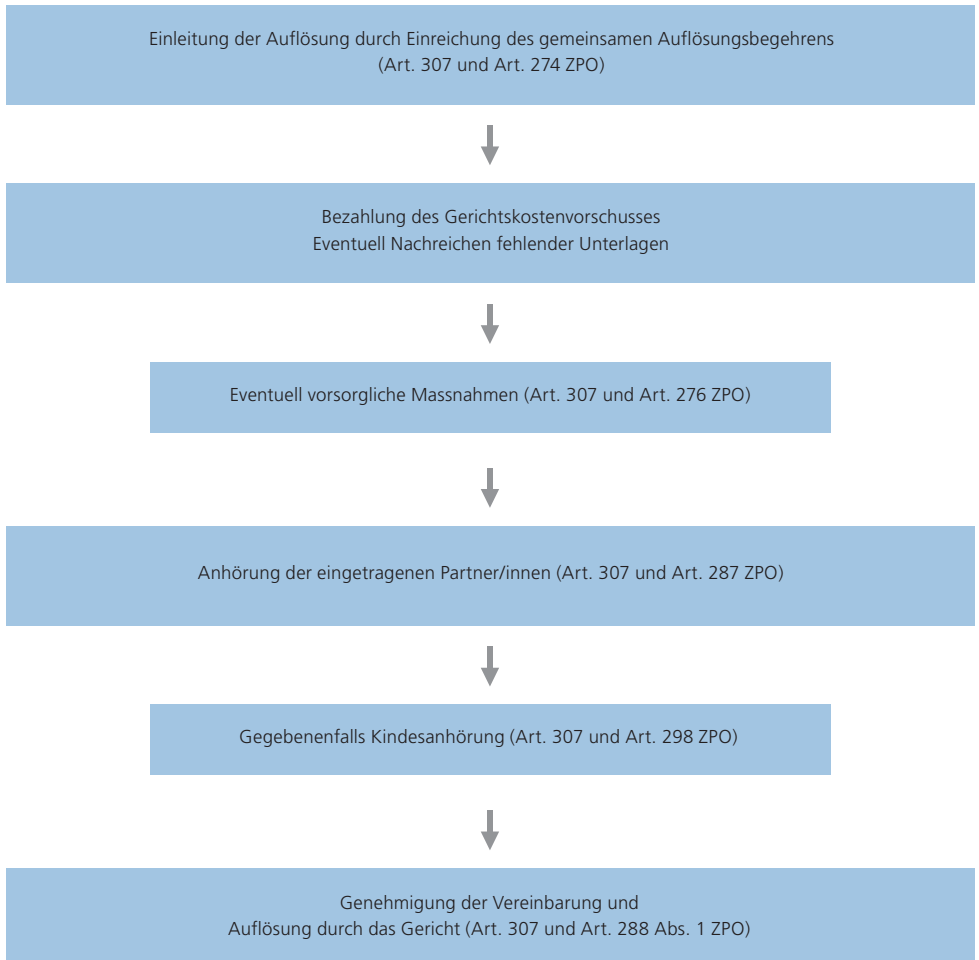 Einleitung der Auflösung durch Einreichung des gemeinsamen Auflösungsbegehrens
(Art. 307 und Art. 274 ZPO)
Bezahlung des Gerichtskostenvorschusses
Eventuell Nachreichen fehlender Unterlagen
Eventuell vorsorgliche Massnahmen (Art. 307 und Art. 276 ZPO)
Anhörung der eingetragenen Partner/innen (Art. 307 und Art. 287 ZPO)
Gegebenenfalls Kindesanhörung (Art. 307 und Art. 298 ZPO)
Genehmigung der Vereinbarung und
Auflösung durch das Gericht (Art. 307 und Art. 288 Abs. 1 ZPO)